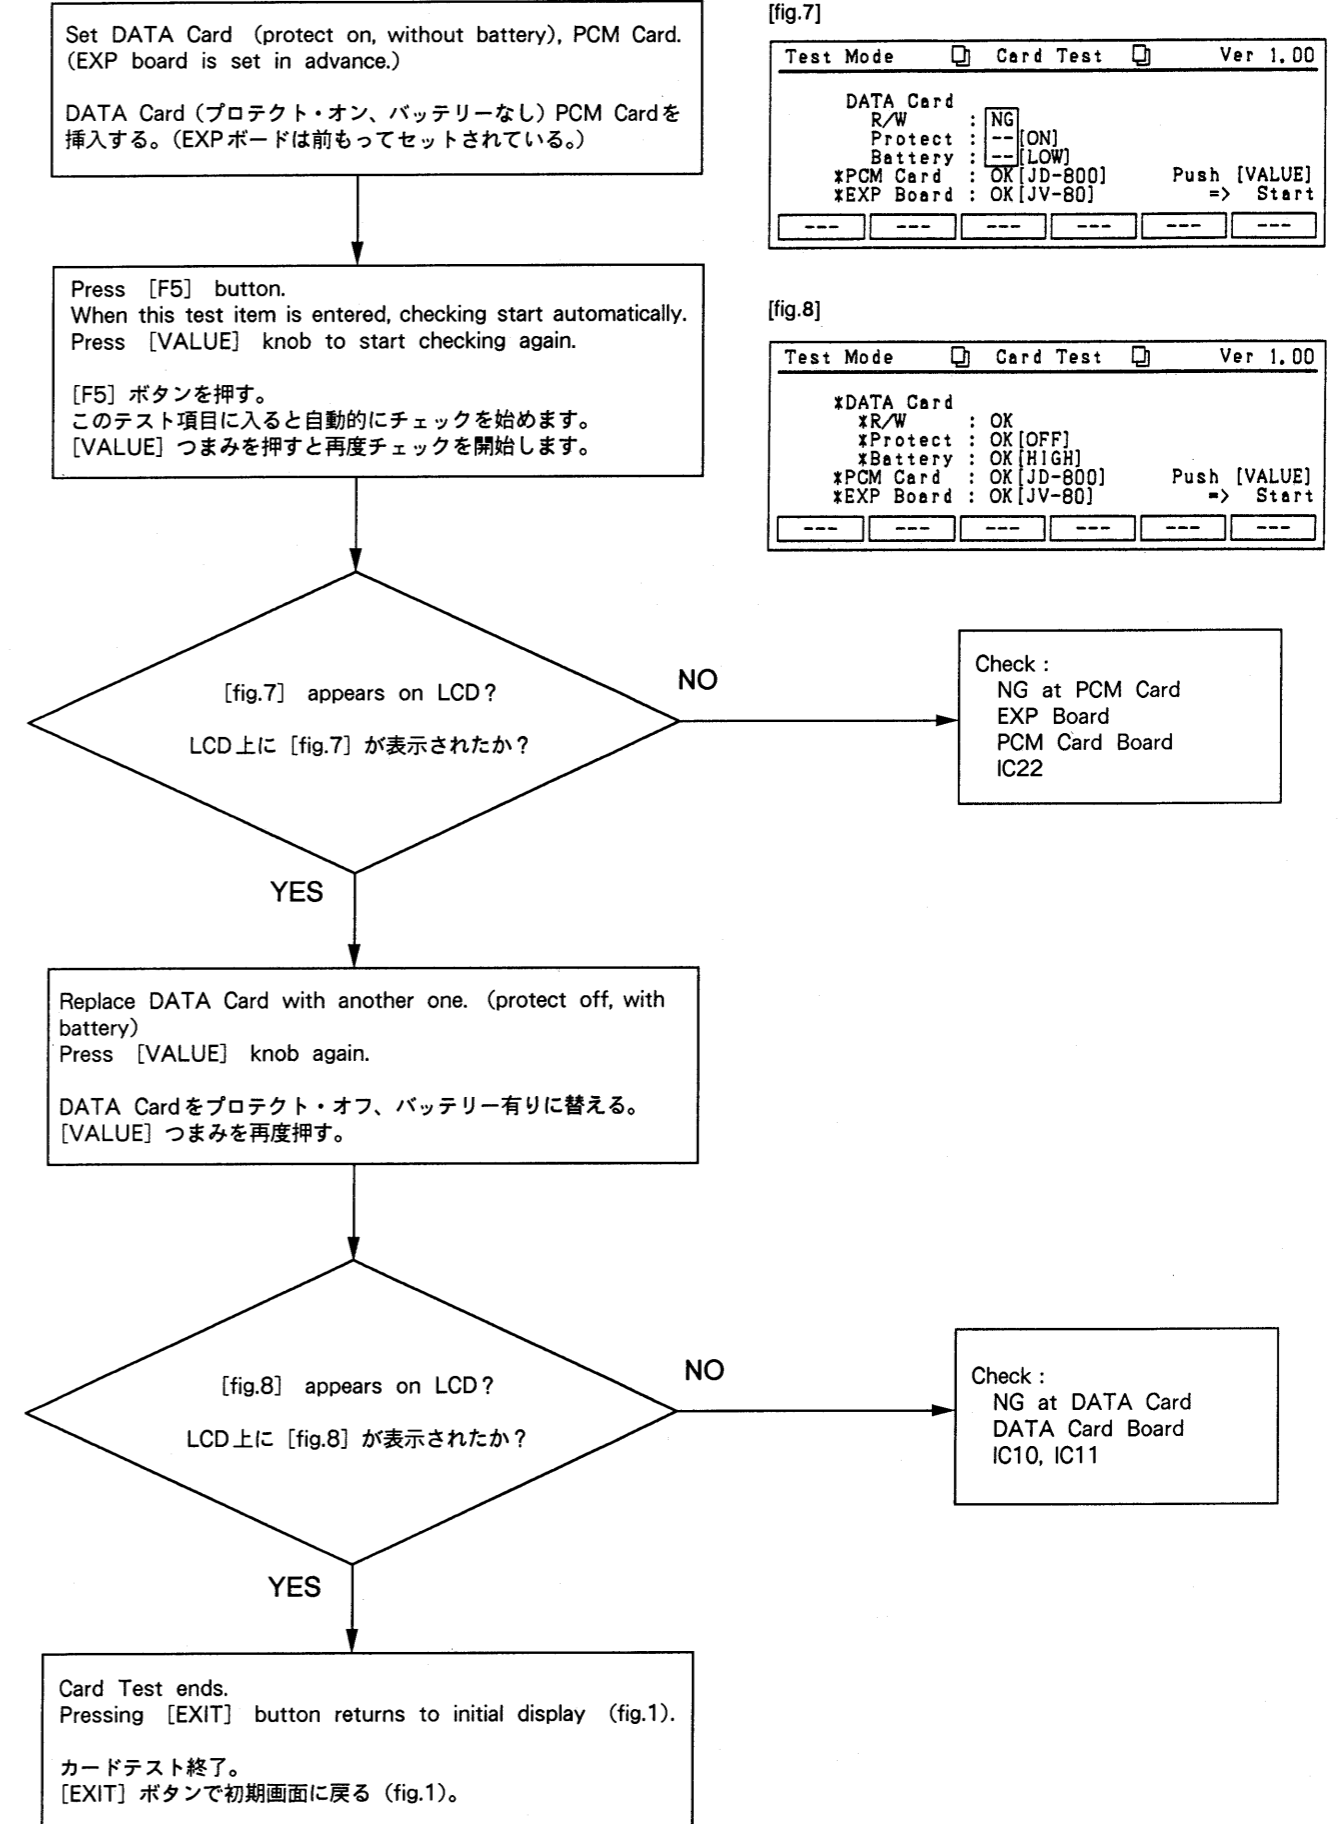 Set DATA Card (protect on, without battery), PCM Card.
(EXP board is set in advance.)
DATA Card (プロテクト・オン、バッテリーなし) PCM Cardを
挿入する。(EXPボードは前もってセットされている。)
[fig.7]
Test Mode Card Test Ver 1.00
DATA Card
R/W : NG
Protect : --[ON]
Battery : --[LOW]
*PCM Card : OK[JD-800] Push [VALUE]
*EXP Board : OK[JV-80] => Start
--- --- --- --- --- ---
Press [F5] button.
When this test item is entered, checking start automatically.
Press [VALUE] knob to start checking again.
[F5] ボタンを押す。
このテスト項目に入ると自動的にチェックを始めます。
[VALUE] つまみを押すと再度チェックを開始します。
[fig.8]
Test Mode Card Test Ver 1.00
*DATA Card
*R/W : OK
*Protect : OK[OFF]
*Battery : OK[HIGH]
*PCM Card : OK[JD-800] Push [VALUE]
*EXP Board : OK[JV-80] => Start
--- --- --- --- --- ---
[fig.7] appears on LCD?
LCD上に [fig.7] が表示されたか?
NO
Check :
NG at PCM Card
EXP Board
PCM Card Board
IC22
YES
Replace DATA Card with another one. (protect off, with
battery)
Press [VALUE] knob again.
DATA Cardをプロテクト・オフ、バッテリー有りに替える。
[VALUE] つまみを再度押す。
[fig.8] appears on LCD?
LCD上に [fig.8] が表示されたか?
NO
Check :
NG at DATA Card
DATA Card Board
IC10, IC11
YES
Card Test ends.
Pressing [EXIT] button returns to initial display (fig.1).
カードテスト終了。
[EXIT] ボタンで初期画面に戻る (fig.1)。